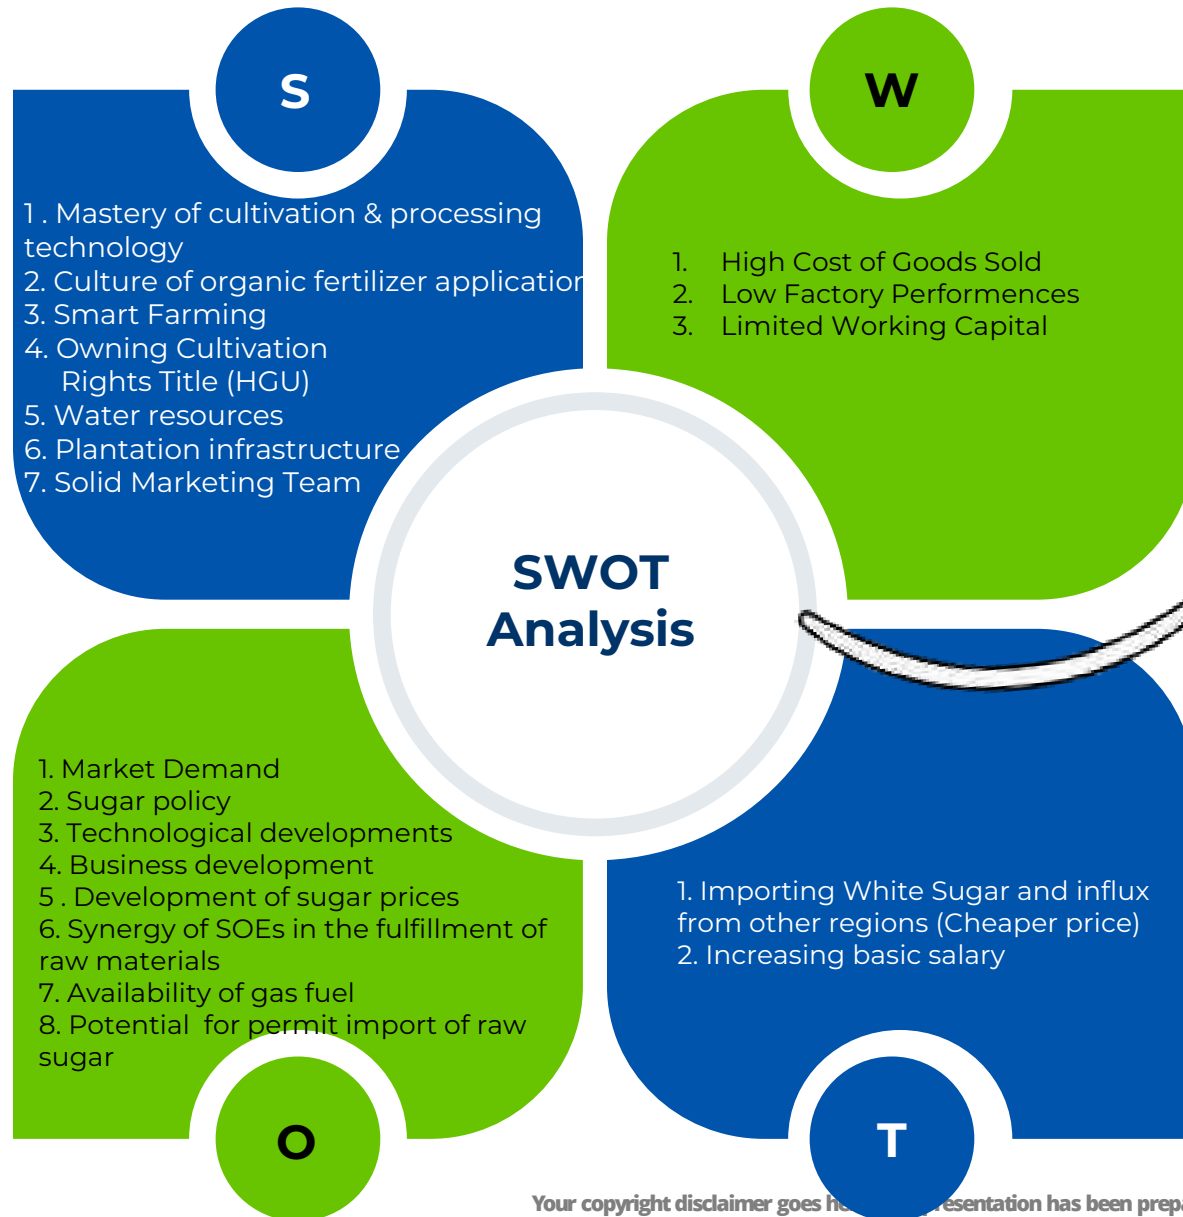 S
1 . Mastery of cultivation & processing
technology
2. Culture of organic fertilizer application
3. Smart Farming
4. Owning Cultivation
Rights Title (HGU)
5. Water resources
6. Plantation infrastructure
7. Solid Marketing Team
W
1. High Cost of Goods Sold
2. Low Factory Performences
3. Limited Working Capital
SWOT
Analysis
1. Market Demand
2. Sugar policy
3. Technological developments
4. Business development
5 . Development of sugar prices
6. Synergy of SOEs in the fulfillment of
raw materials
7. Availability of gas fuel
8. Potential for permit import of raw
sugar
O
1. Importing White Sugar and influx
from other regions (Cheaper price)
2. Increasing basic salary
T
Your copyright disclaimer goes has been